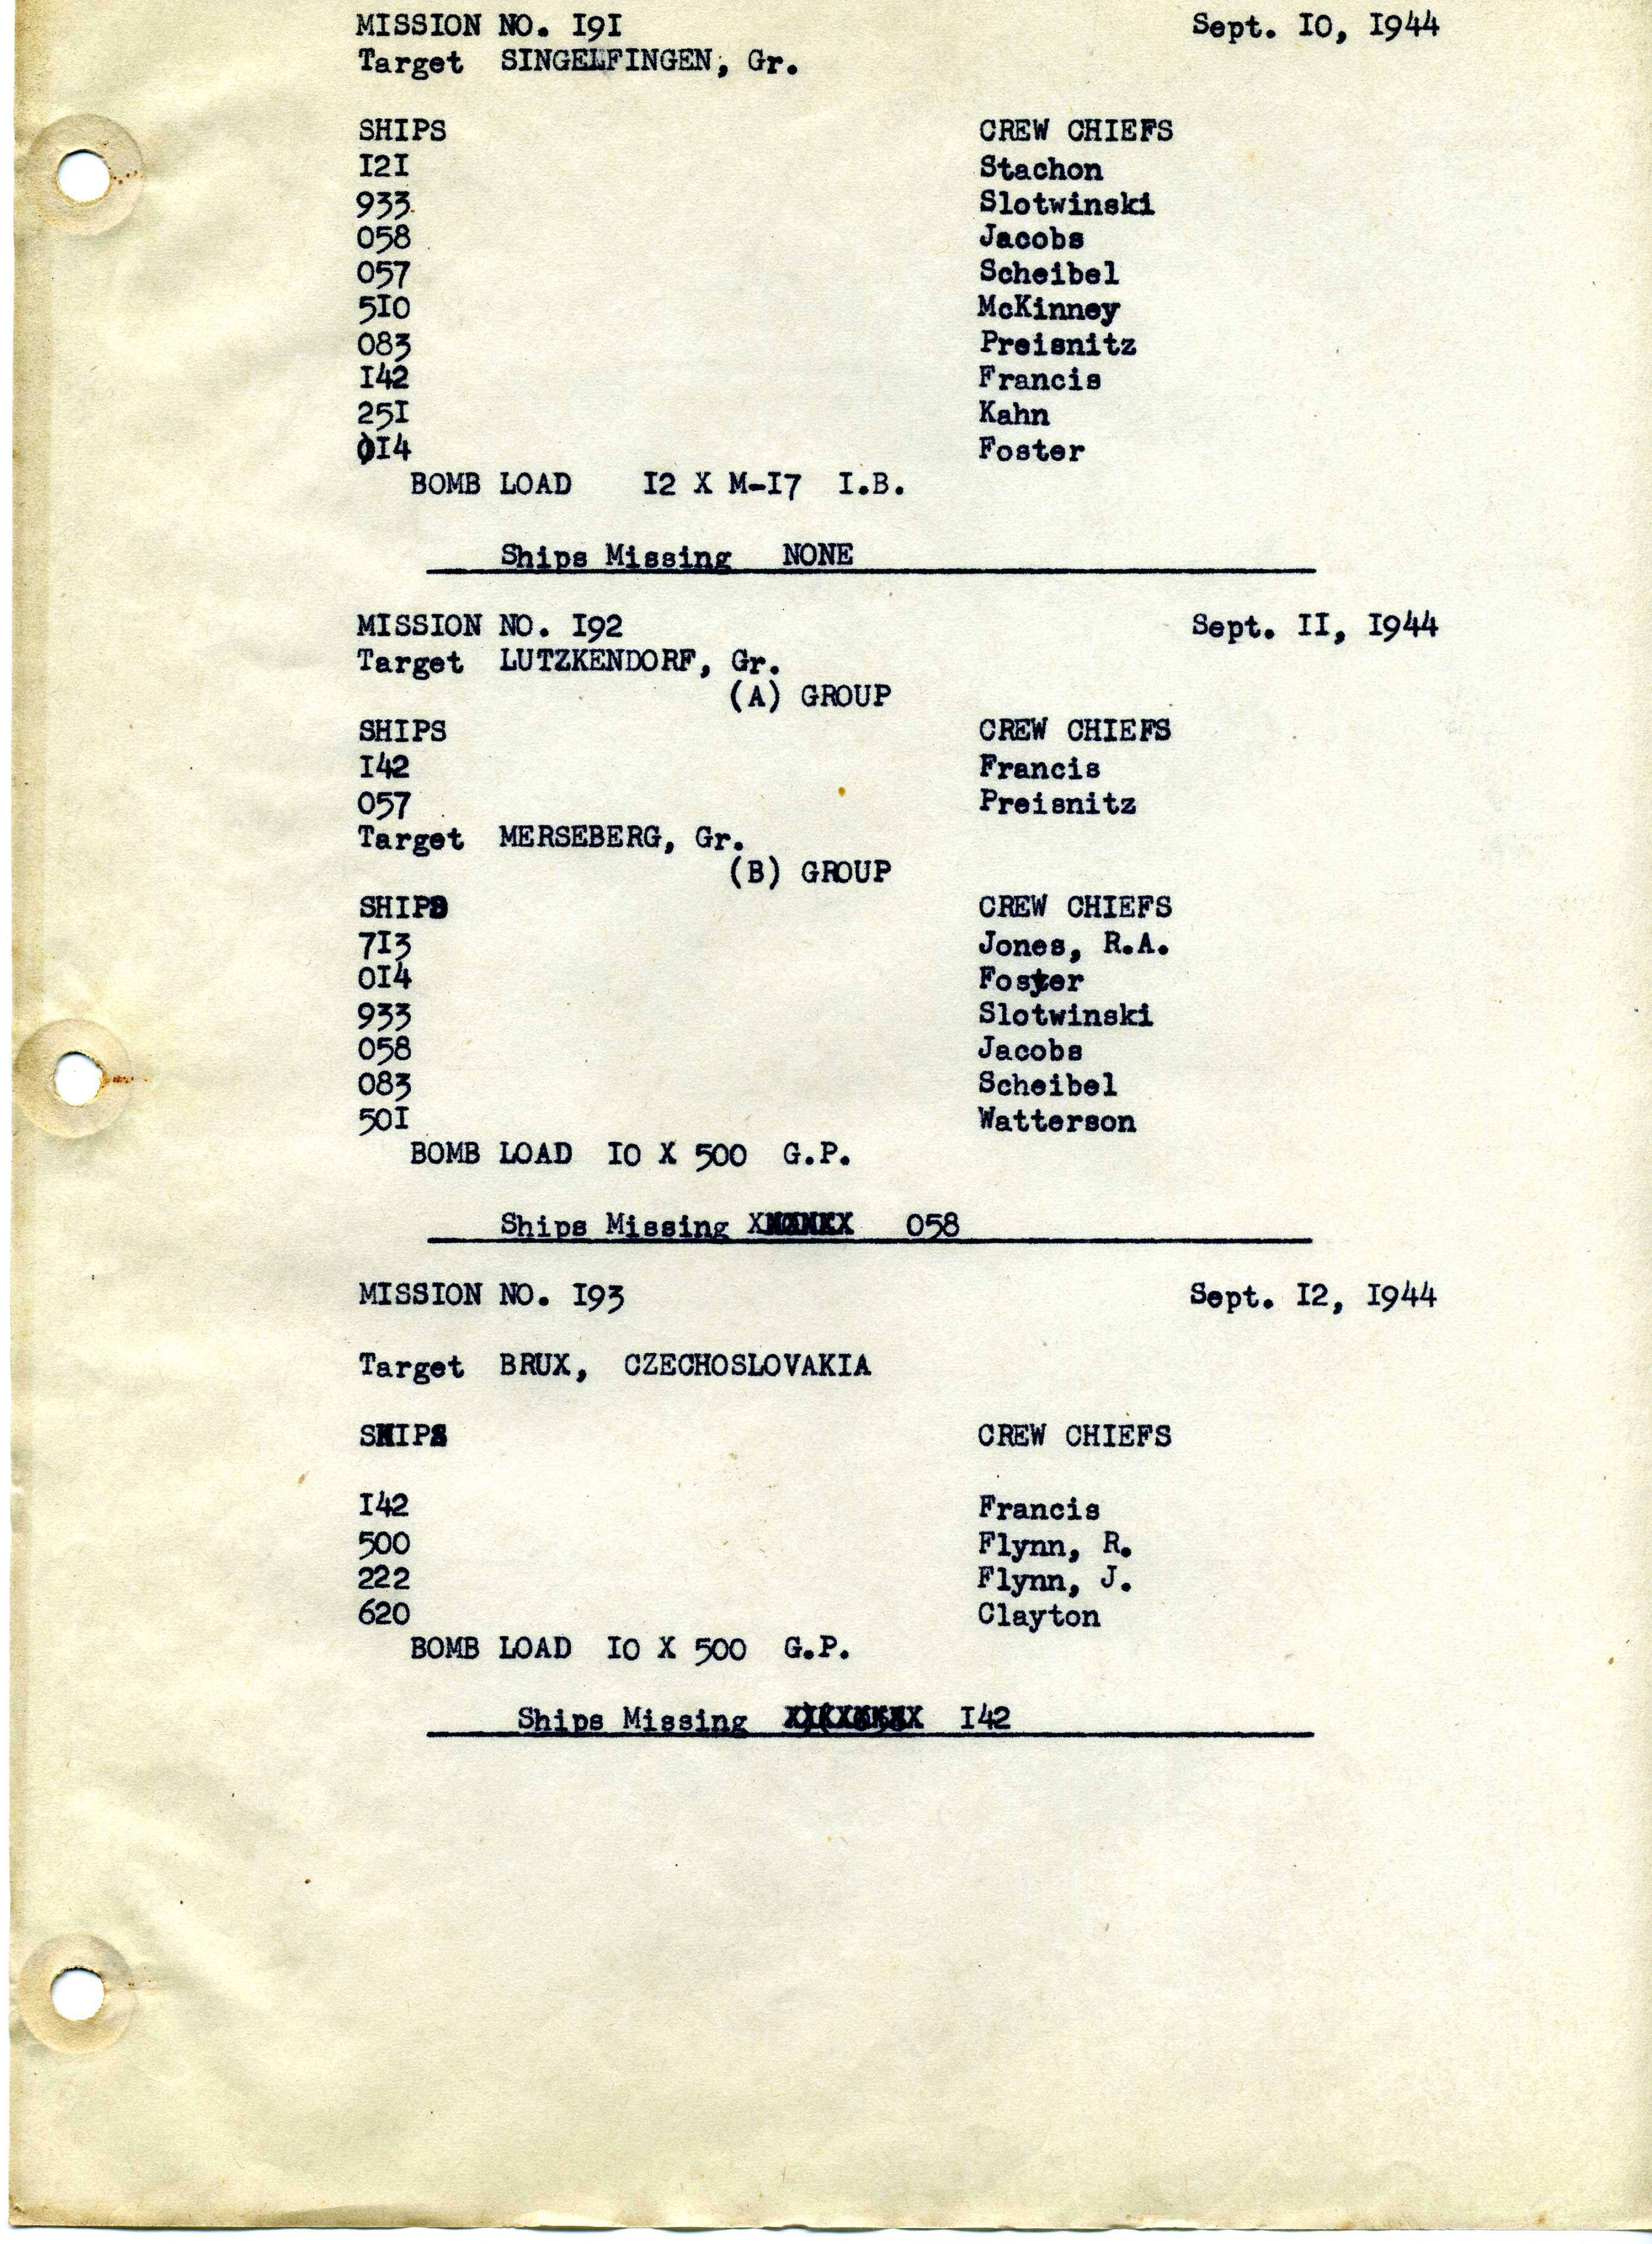 MISSION NO. I9I Sept. IO, I944
Target SINGELFINGEN, Gr.
SHIPS CREW CHIEFS
I2I Stachon
933 Slotwinski
058 Jacobs
057 Scheibel
5IO McKinney
083 Preisnitz
I42 Francis
25I Kahn
0I4 Foster
BOMB LOAD I2 X M-I7 I.B.
Ships Missing NONE
MISSION NO. I92 Sept. II, I944
Target LUTZKENDORF, Gr.
(A) GROUP
SHIPS CREW CHIEFS
I42 Francis
057 Preisnitz
Target MERSEBERG, Gr.
(B) GROUP
SHIPS CREW CHIEFS
7I3 Jones, R.A.
0I4 Foster
933 Slotwinski
058 Jacobs
083 Scheibel
50I Watterson
BOMB LOAD IO X 500 G.P.
Ships Missing 058
MISSION NO. I93 Sept. I2, I944
Target BRUX, CZECHOSLOVAKIA
SHIPS CREW CHIEFS
I42 Francis
500 Flynn, R.
222 Flynn, J.
620 Clayton
BOMB LOAD IO X 500 G.P.
Ships Missing I42